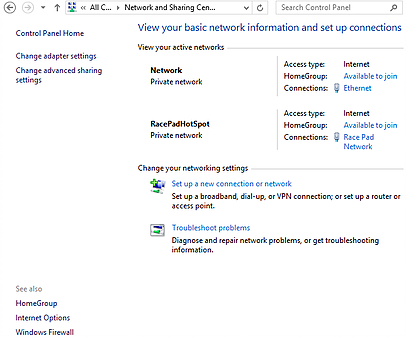 All C... Network and Sharing Cen...
Search Control Panel
Control Panel Home
Change adapter settings
Change advanced sharing
settings
View your basic network information and set up connections
View your active networks
Network
Private network
Access type: Internet
HomeGroup: Available to join
Connections: Ethernet
RacePadHotSpot
Private network
Access type: Internet
HomeGroup: Available to join
Connections: Race Pad
Network
Change your networking settings
Set up a new connection or network
Set up a broadband, dial-up, or VPN connection; or set up a router or
access point.
Troubleshoot problems
Diagnose and repair network problems, or get troubleshooting
information.
See also
HomeGroup
Internet Options
Windows Firewall